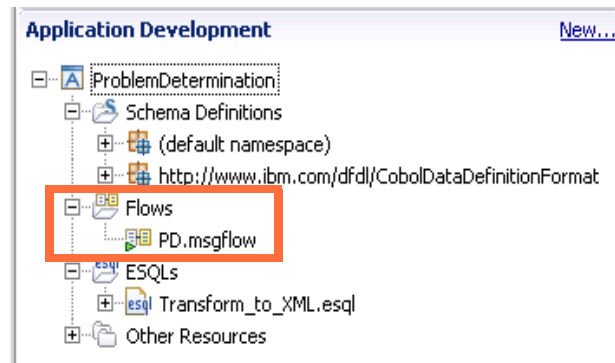 Application Development New...
ProblemDetermination
Schema Definitions
(default namespace)
http://www.ibm.com/dfdl/CobolDataDefinitionFormat
Flows
PD.msgflow
ESQLs
Transform_to_XML.esql
Other Resources